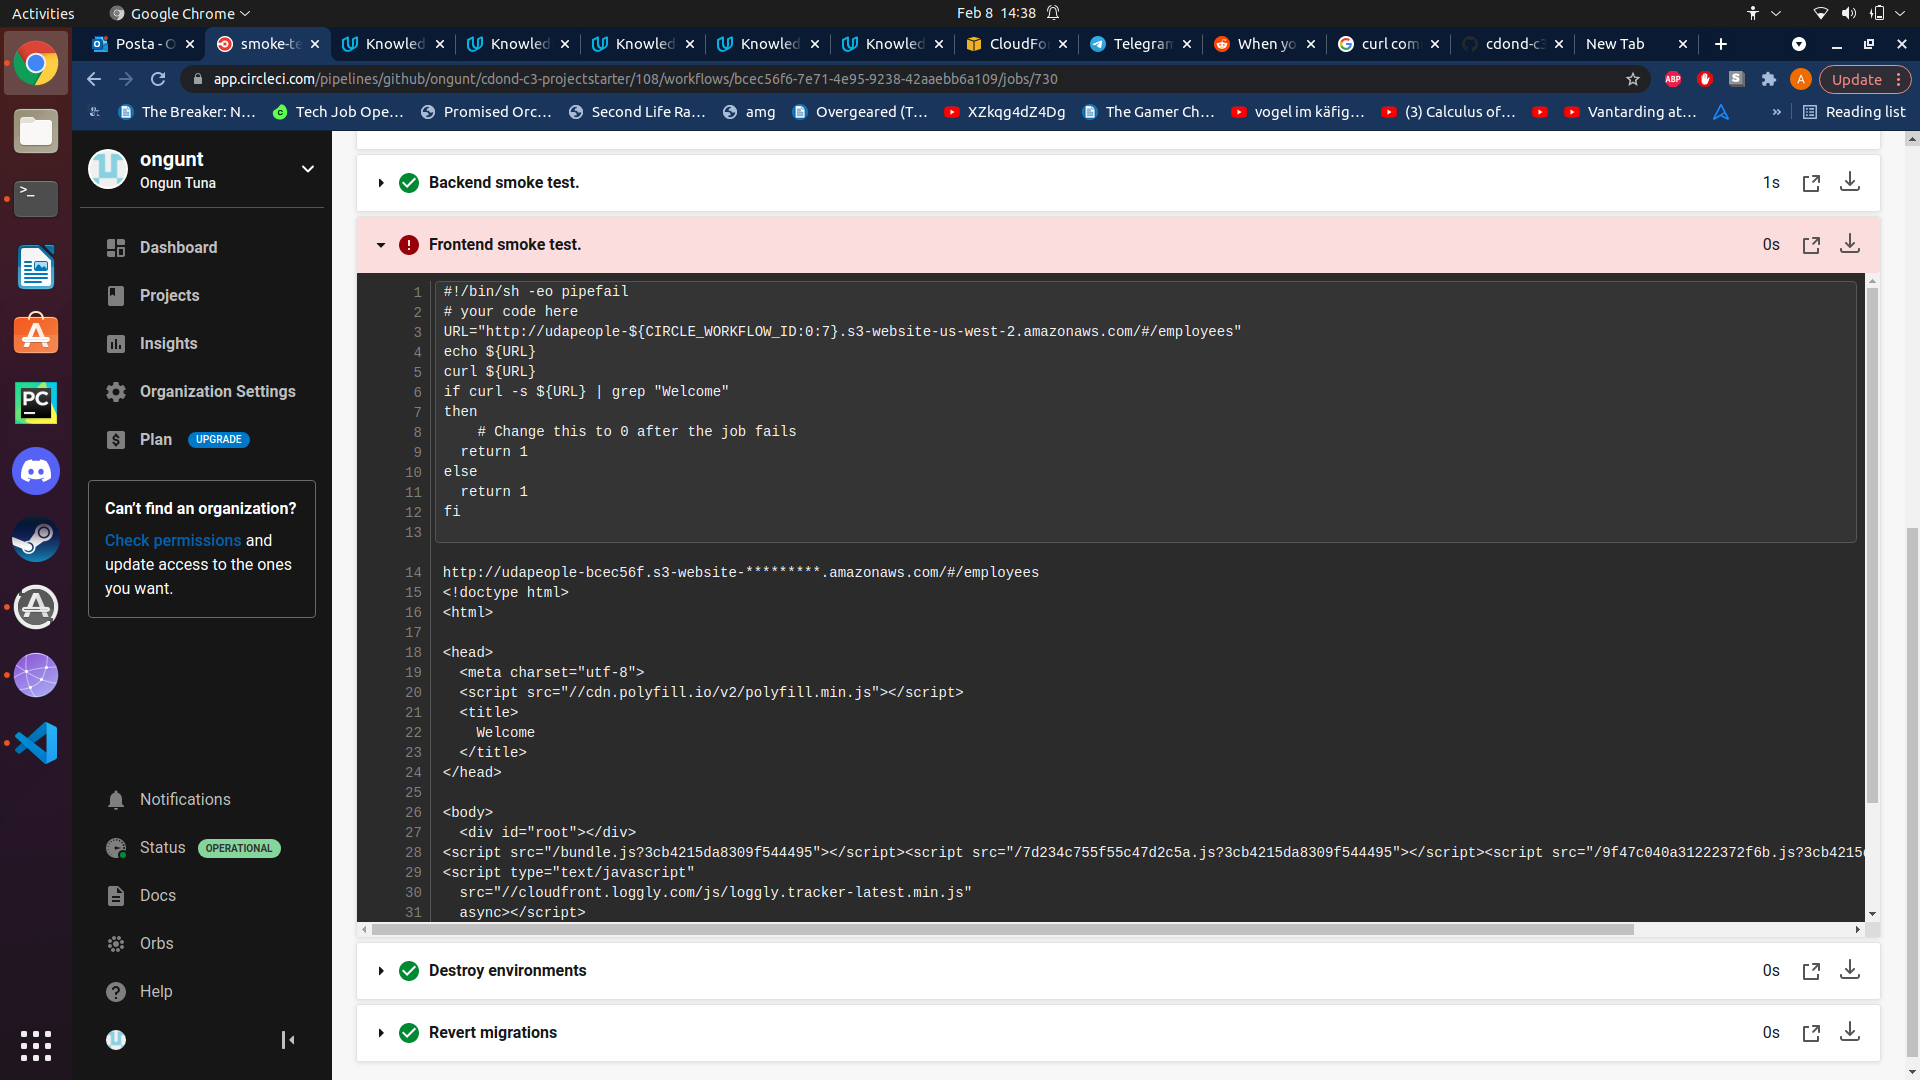 Activities
Google Chrome
Feb 8 14:38
Posta - O
smoke-te
Knowled
Knowled
Knowled
Knowled
Knowled
CloudFo
Telegram
When yo
curl com
cdond-c3
New Tab
app.circleci.com/pipelines/github/ongunt/cdond-c3-projectstarter/108/workflows/bcec56f6-7e71-4e95-9238-42aaebb6a109/jobs/730
ABP
S
A
Update
The Breaker: N...
Tech Job Ope...
Promised Orc...
Second Life Ra...
amg
Overgeared (T...
XZkqg4dZ4Dg
The Gamer Ch...
vogel im käfig...
(3) Calculus of...
Vantarding at...
»
Reading list
ongunt
Ongun Tuna
Dashboard
Projects
Insights
Organization Settings
Plan UPGRADE
Can't find an organization?
Check permissions and
update access to the ones
you want.
Notifications
Status OPERATIONAL
Docs
Orbs
Help
Backend smoke test.
1s
Frontend smoke test.
0s
1 #!/bin/sh -eo pipefail
2 # your code here
3 URL="http://udapeople-${CIRCLE_WORKFLOW_ID:0:7}.s3-website-us-west-2.amazonaws.com/#/employees"
4 echo ${URL}
5 curl ${URL}
6 if curl -s ${URL} | grep "Welcome"
7 then
8     # Change this to 0 after the job fails
9   return 1
10 else
11   return 1
12 fi
13
14 http://udapeople-bcec56f.s3-website-*********.amazonaws.com/#/employees
15 <!doctype html>
16 <html>
17
18 <head>
19   <meta charset="utf-8">
20   <script src="//cdn.polyfill.io/v2/polyfill.min.js"></script>
21   <title>
22     Welcome
23   </title>
24 </head>
25
26 <body>
27   <div id="root"></div>
28 <script src="/bundle.js?3cb4215da8309f544495"></script><script src="/7d234c755f55c47d2c5a.js?3cb4215da8309f544495"></script><script src="/9f47c040a31222372f6b.js?3cb4215
29 <script type="text/javascript"
30   src="//cloudfront.loggly.com/js/loggly.tracker-latest.min.js"
31   async></script>
Destroy environments
0s
Revert migrations
0s
PC
>_